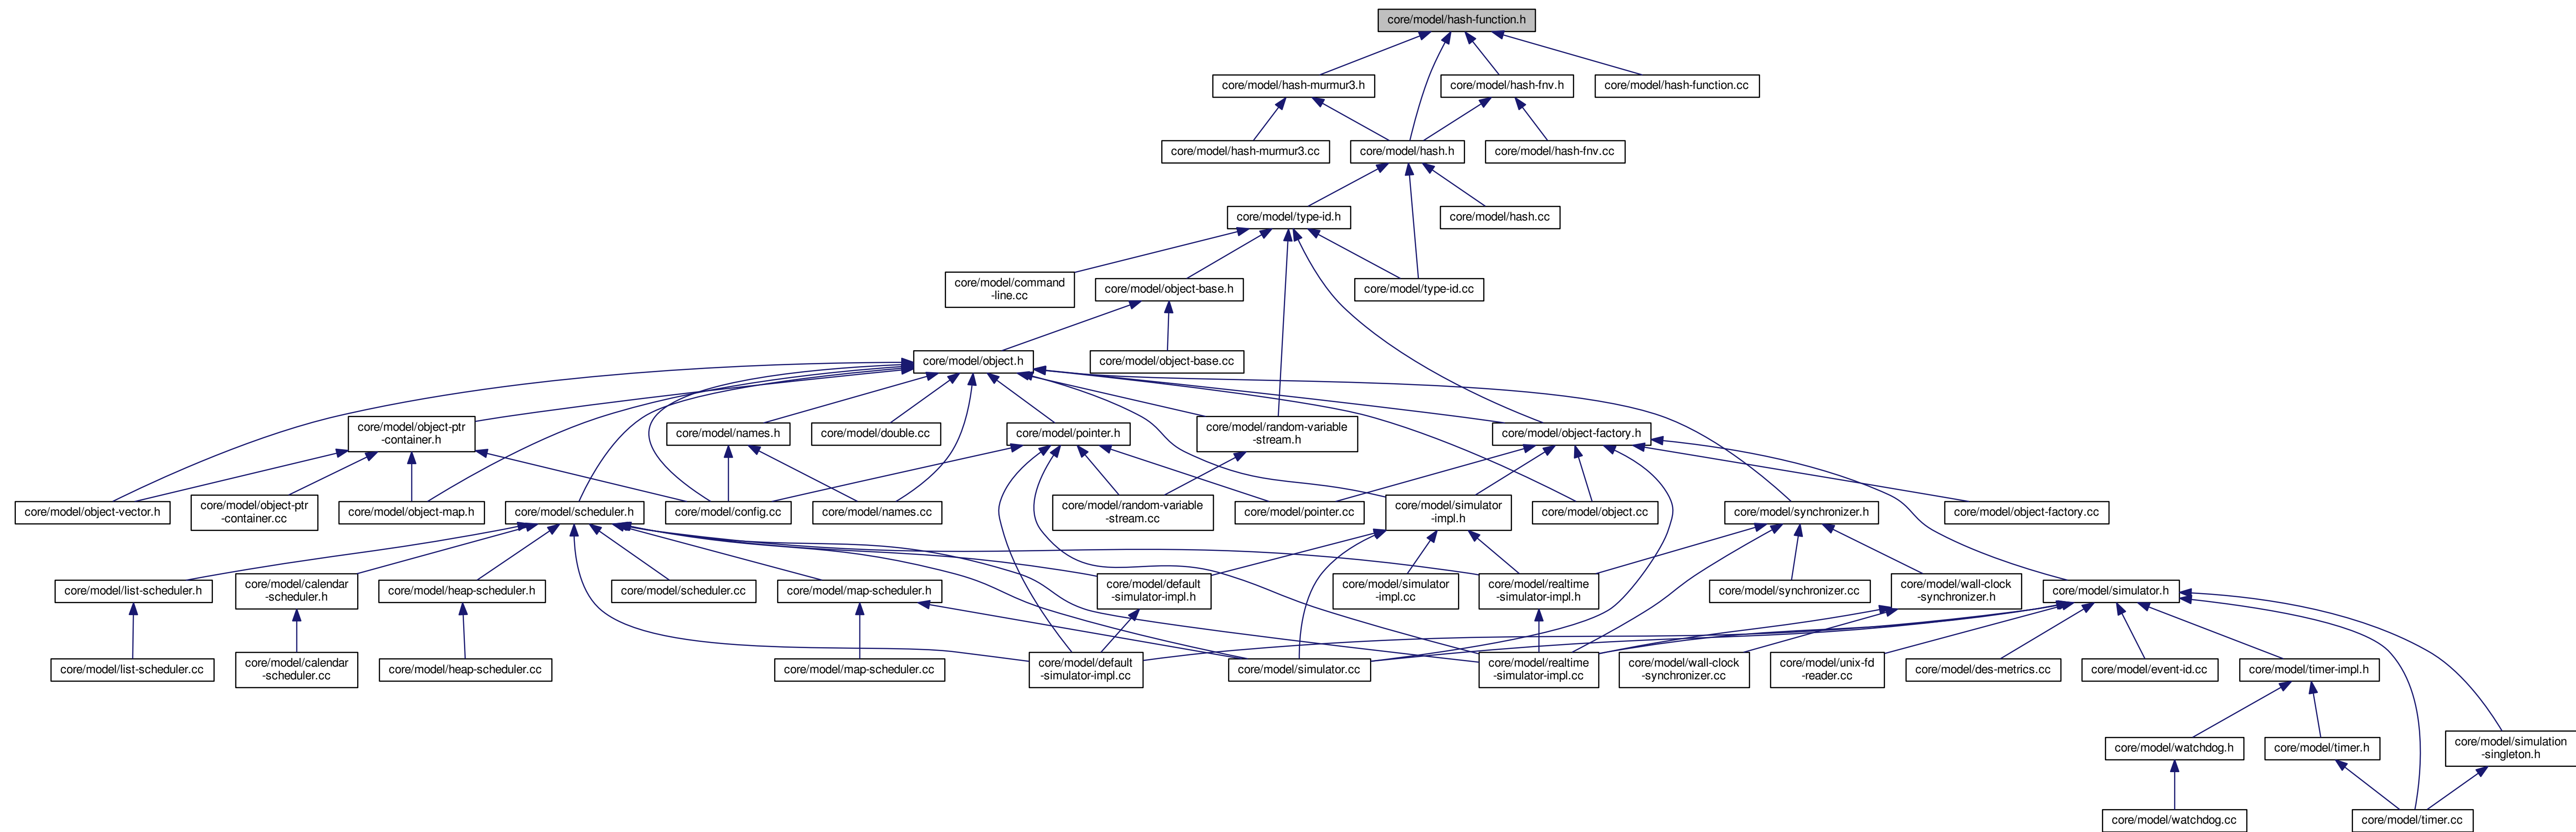 core/model/hash-function.h
core/model/hash-murmur3.h
core/model/hash-fnv.h
core/model/hash-function.cc
core/model/hash-murmur3.cc
core/model/hash.h
core/model/hash-fnv.cc
core/model/type-id.h
core/model/hash.cc
core/model/command
-line.cc
core/model/object-base.h
core/model/type-id.cc
core/model/object.h
core/model/object-base.cc
core/model/object-ptr
-container.h
core/model/names.h
core/model/double.cc
core/model/pointer.h
core/model/random-variable
-stream.h
core/model/object-factory.h
core/model/object-vector.h
core/model/object-ptr
-container.cc
core/model/object-map.h
core/model/scheduler.h
core/model/config.cc
core/model/names.cc
core/model/random-variable
-stream.cc
core/model/pointer.cc
core/model/simulator
-impl.h
core/model/object.cc
core/model/synchronizer.h
core/model/object-factory.cc
core/model/list-scheduler.h
core/model/calendar
-scheduler.h
core/model/heap-scheduler.h
core/model/scheduler.cc
core/model/map-scheduler.h
core/model/default
-simulator-impl.h
core/model/simulator
-impl.cc
core/model/realtime
-simulator-impl.h
core/model/synchronizer.cc
core/model/wall-clock
-synchronizer.h
core/model/simulator.h
core/model/list-scheduler.cc
core/model/calendar
-scheduler.cc
core/model/heap-scheduler.cc
core/model/map-scheduler.cc
core/model/default
-simulator-impl.cc
core/model/simulator.cc
core/model/realtime
-simulator-impl.cc
core/model/wall-clock
-synchronizer.cc
core/model/unix-fd
-reader.cc
core/model/des-metrics.cc
core/model/event-id.cc
core/model/timer-impl.h
core/model/watchdog.h
core/model/timer.h
core/model/simulation
-singleton.h
core/model/watchdog.cc
core/model/timer.cc